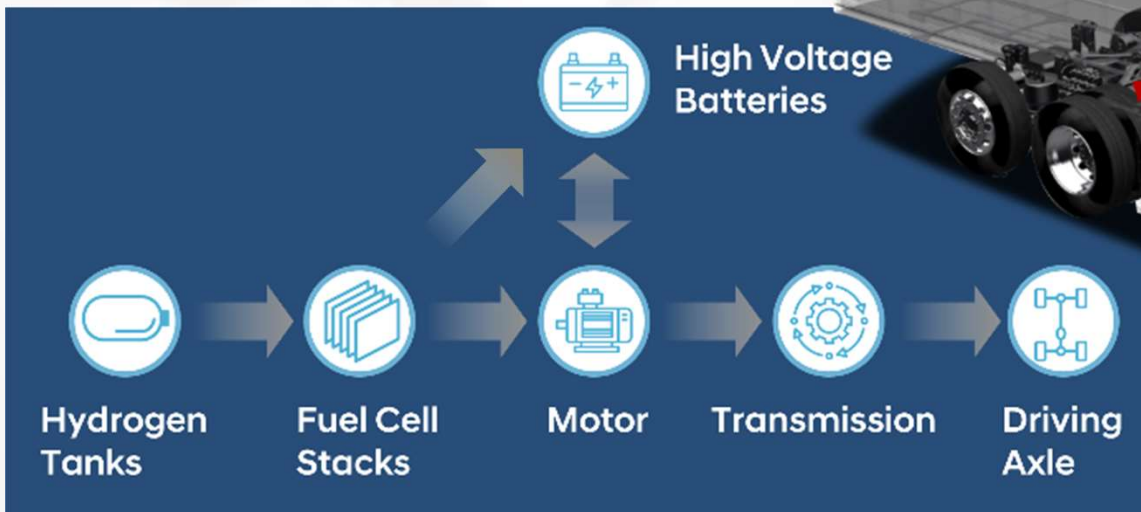 High Voltage
Batteries
Hydrogen
Tanks
Fuel Cell
Stacks
Motor
Transmission
Driving
Axle